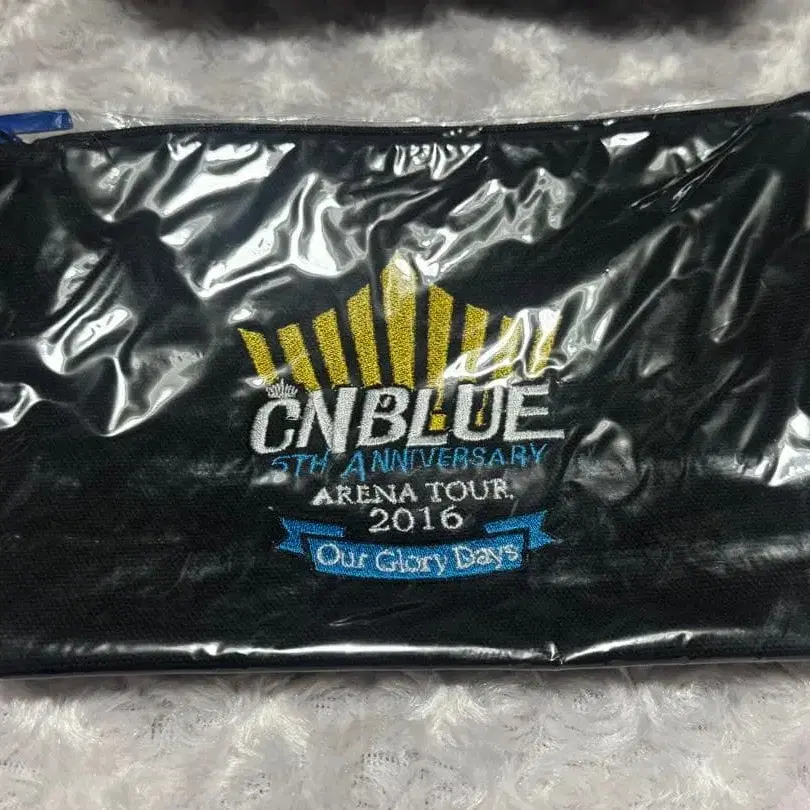 CNBLUE
5TH ANNIVERSARY
ARENA TOUR
2016
Our Glory Days